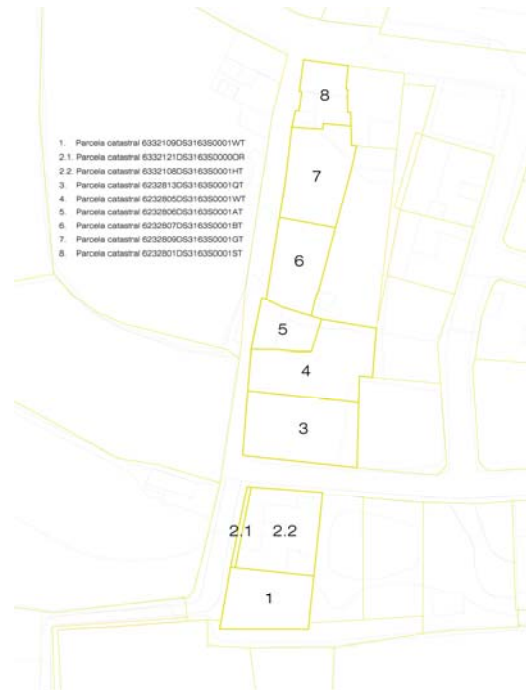 1. Parcela catastral 6332109DS3163S0001WT
2.1. Parcela catastral 6332121DS3163S0000OR
2.2. Parcela catastral 6332108DS3163S0001HT
3. Parcela catastral 6232813DS3163S0001QT
4. Parcela catastral 6232805DS3163S0001WT
5. Parcela catastral 6232806DS3163S0001AT
6. Parcela catastral 6232807DS3163S0001BT
7. Parcela catastral 6232809DS3163S0001GT
8. Parcela catastral 6232801DS3163S0001ST
8
7
6
5
4
3
2.1 2.2
1